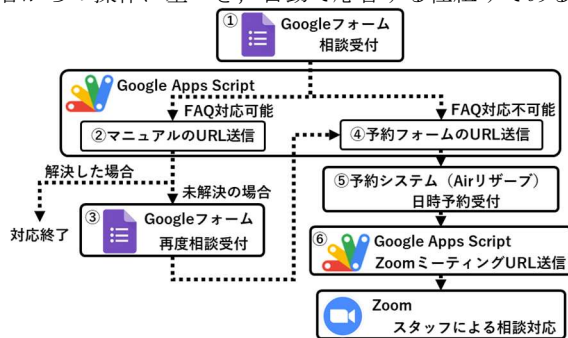 ① Googleフォーム
相談受付
Google Apps Script
FAQ対応可能
FAQ対応不可能
②マニュアルのURL送信
④予約フォームのURL送信
解決した場合
未解決の場合
対応終了
③ Googleフォーム
再度相談受付
⑤予約システム（Airリザーブ）
日時予約受付
⑥ Google Apps Script
ZoomミーティングURL送信
Zoom
スタッフによる相談対応